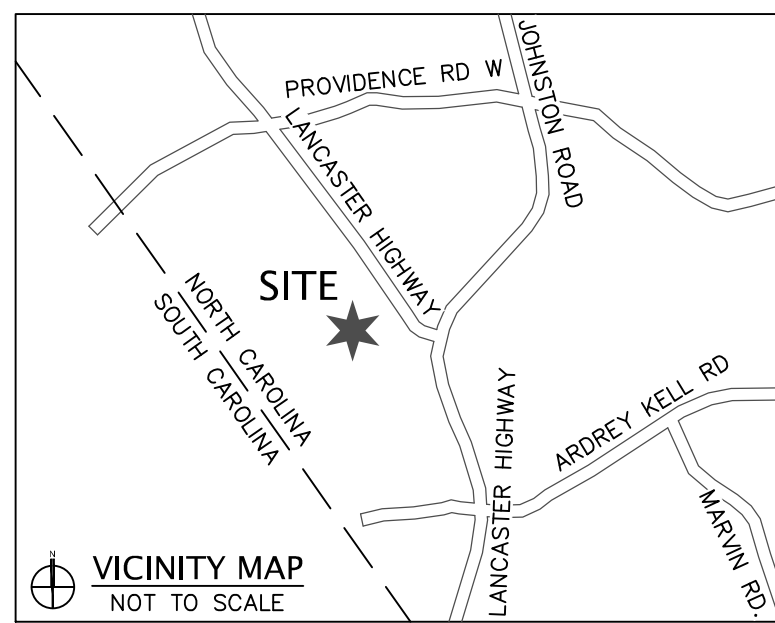 PROVIDENCE RD W
JOHNSTON ROAD
LANCASTER HIGHWAY
SITE
NORTH CAROLINA
SOUTH CAROLINA
LANCASTER HIGHWAY
ARDREY KELL RD
MARVIN RD.
N
VICINITY MAP
NOT TO SCALE